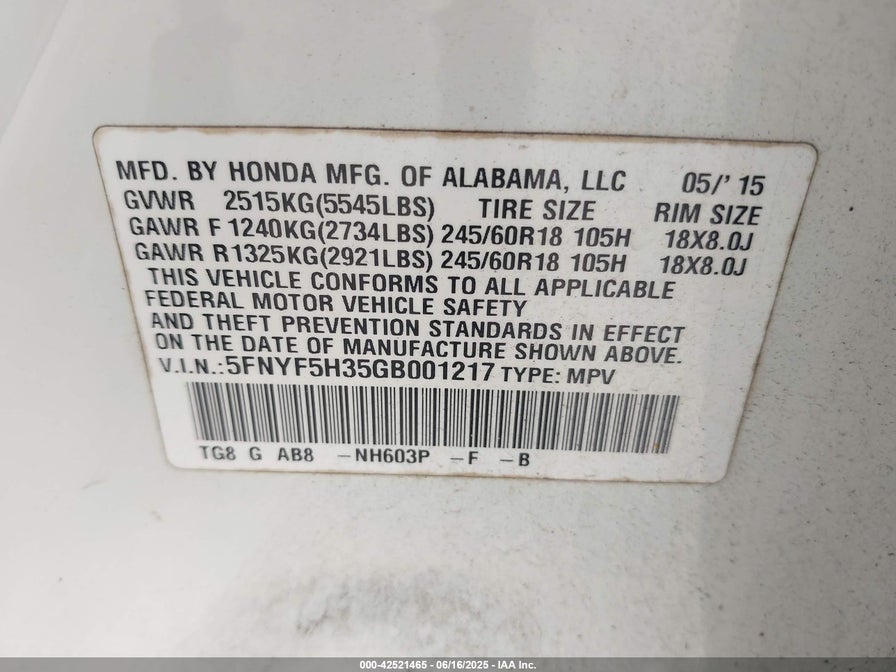 MFD. BY HONDA MFG. OF ALABAMA, LLC 05/' 15
GVWR 2515KG(5545LBS) TIRE SIZE RIM SIZE
GAWR F 1240KG(2734LBS) 245/60R18 105H 18X8.0J
GAWR R1325KG(2921LBS) 245/60R18 105H 18X8.0J
THIS VEHICLE CONFORMS TO ALL APPLICABLE
FEDERAL MOTOR VEHICLE SAFETY
AND THEFT PREVENTION STANDARDS IN EFFECT
ON THE DATE OF MANUFACTURE SHOWN ABOVE.
V.I.N.:5FNYF5H35GB001217 TYPE: MPV
TG8 G AB8 -NH603P -F -B
000-42521465 - 06/16/2025 - IAA Inc.